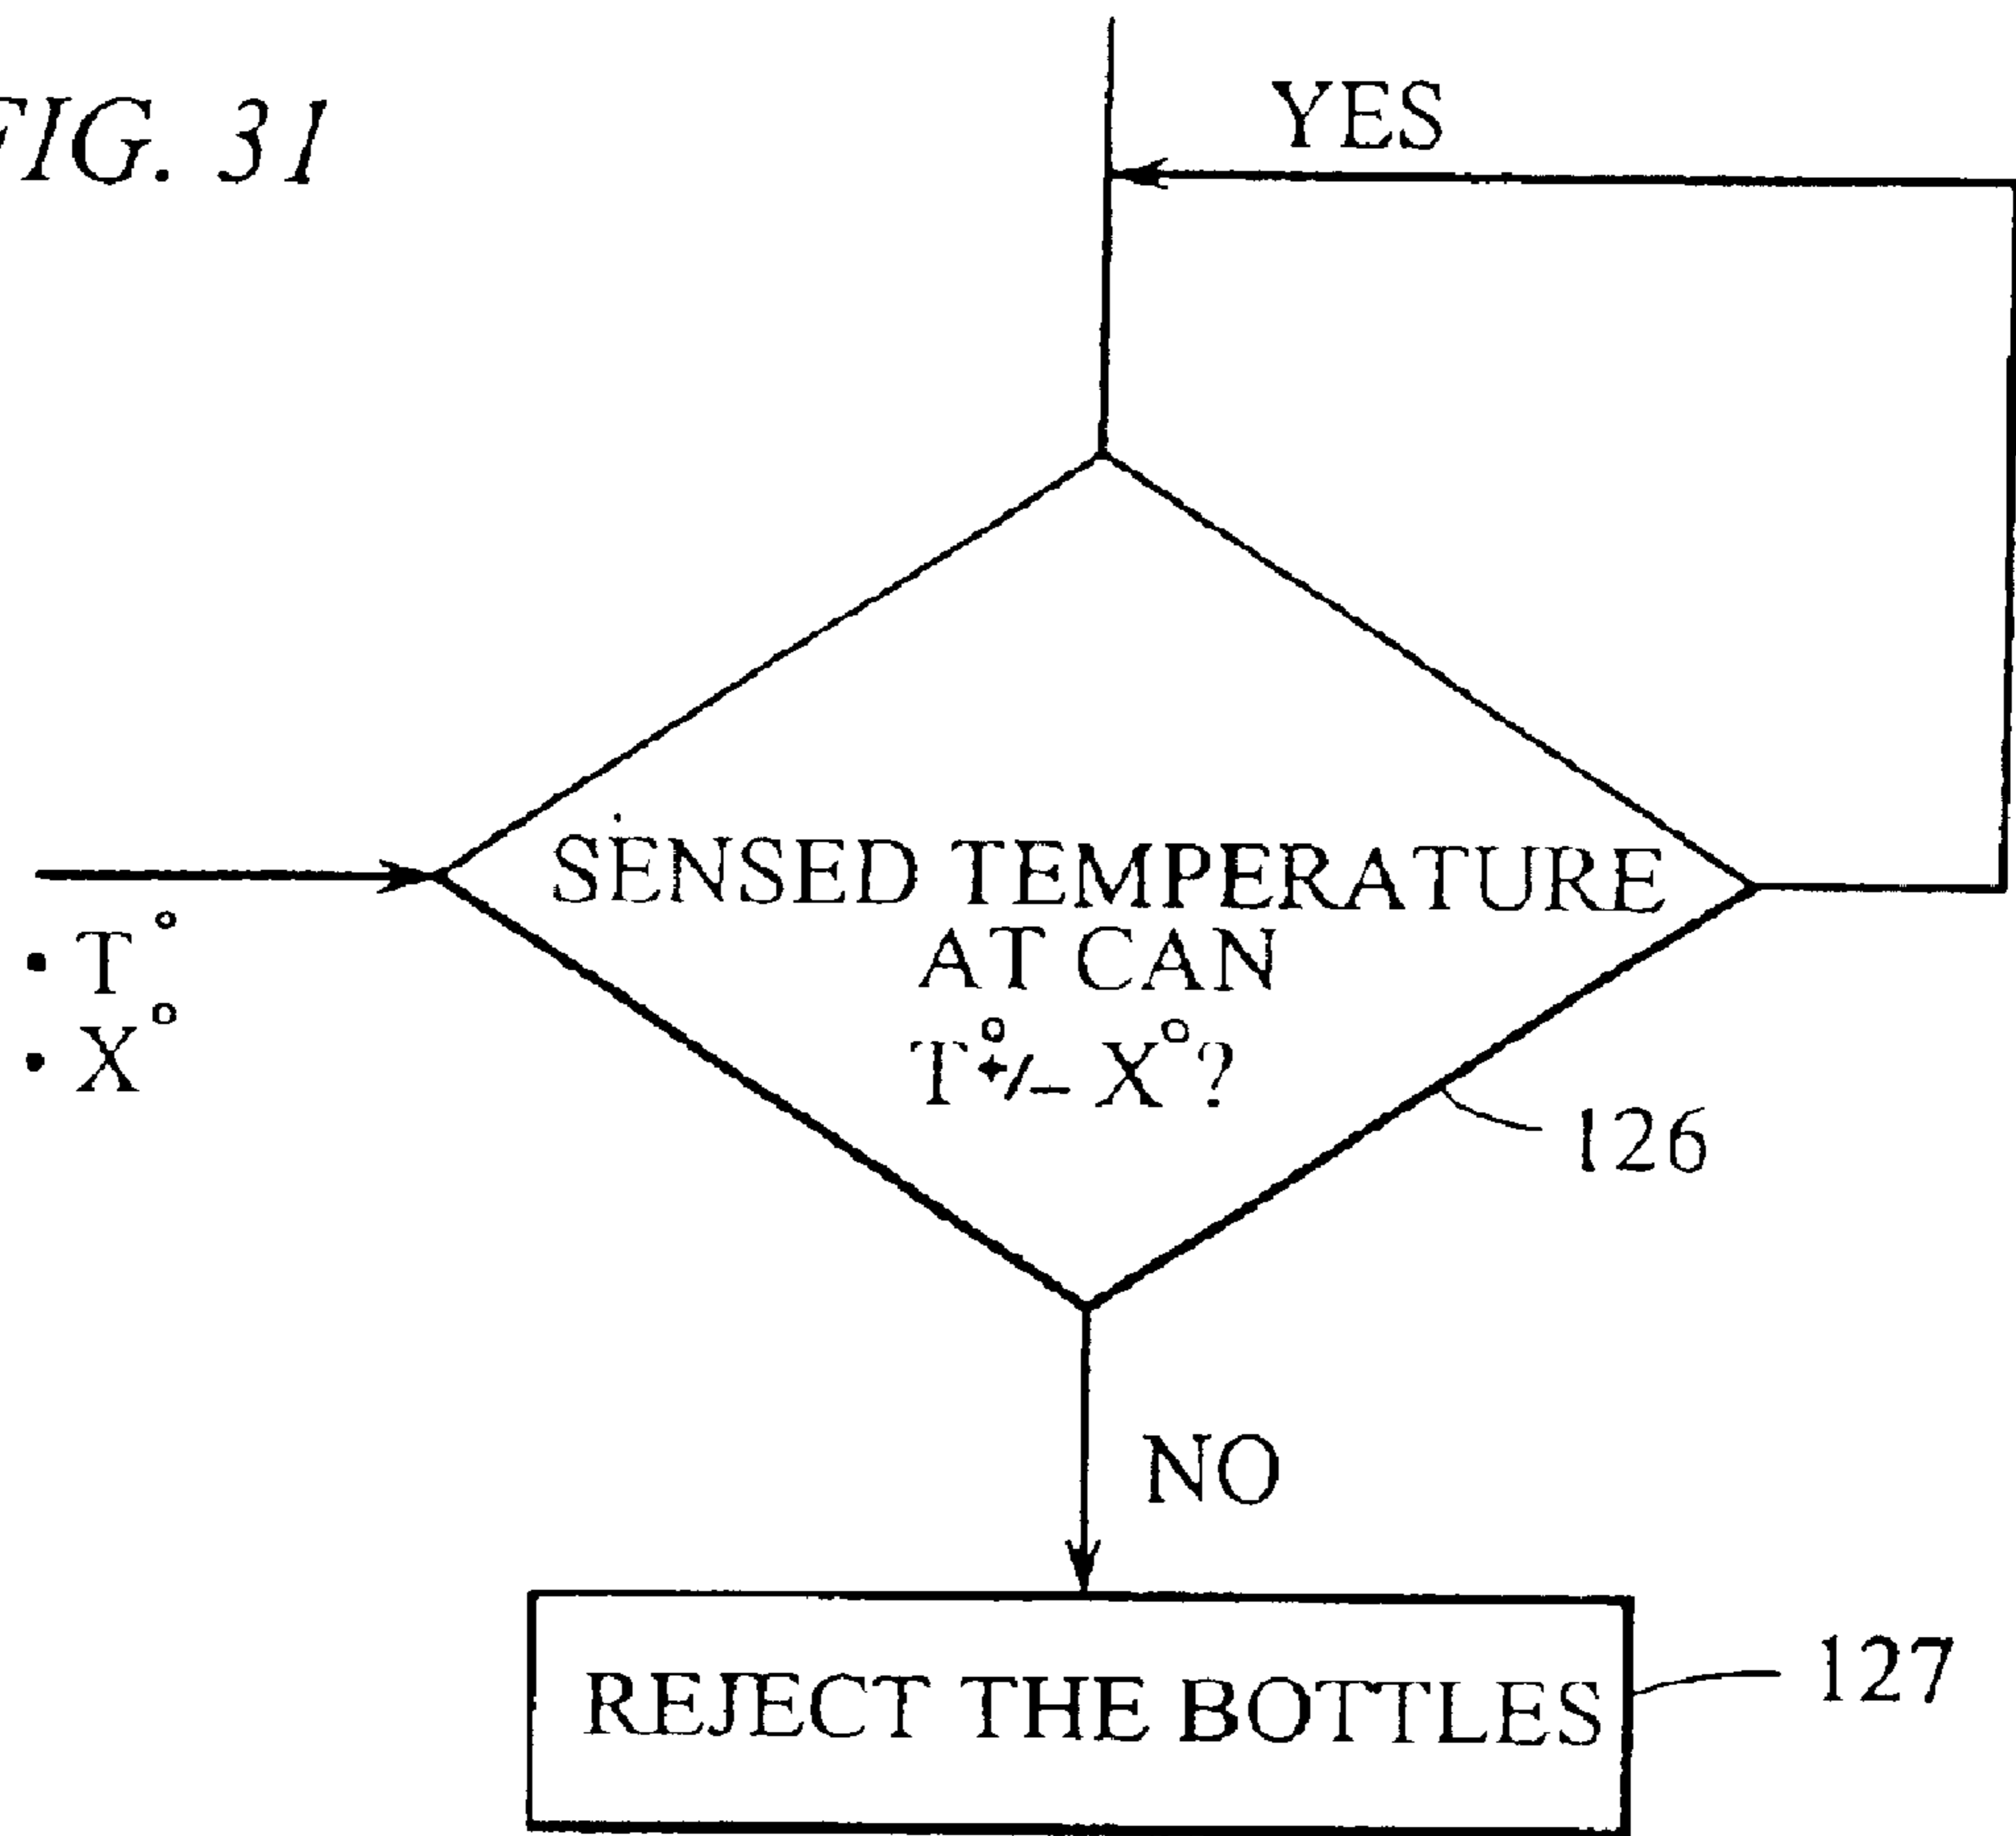 FIG. 31
YES
SENSED TEMPERATURE
AT CAN
T°+/- X°?
• T°
• X°
126
NO
REJECT THE BOTTLES
127